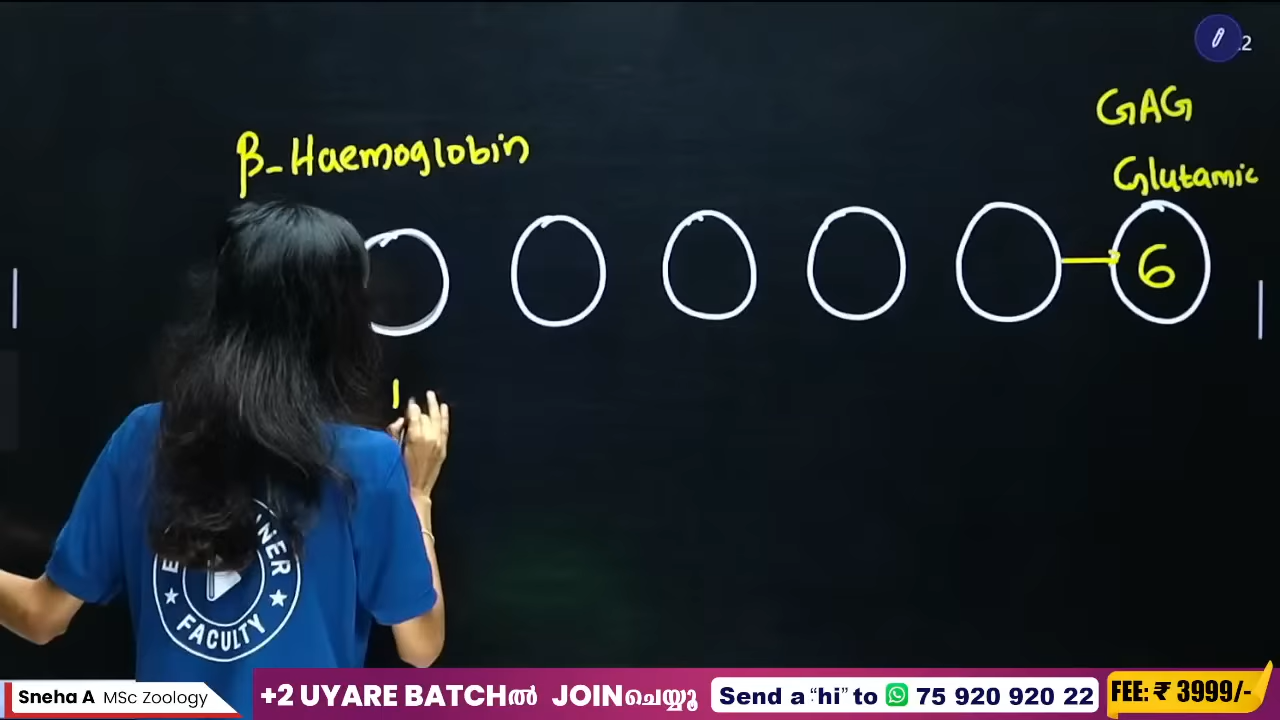 .2
GAG
β-Haemoglobin
Glutamic
6
1
NER
FACULTY
Sneha A MSc Zoology
+2 UYARE BATCHൽ JOINചെയ്യൂ
Send a “hi” to 75 920 920 22
FEE: ₹ 3999/-